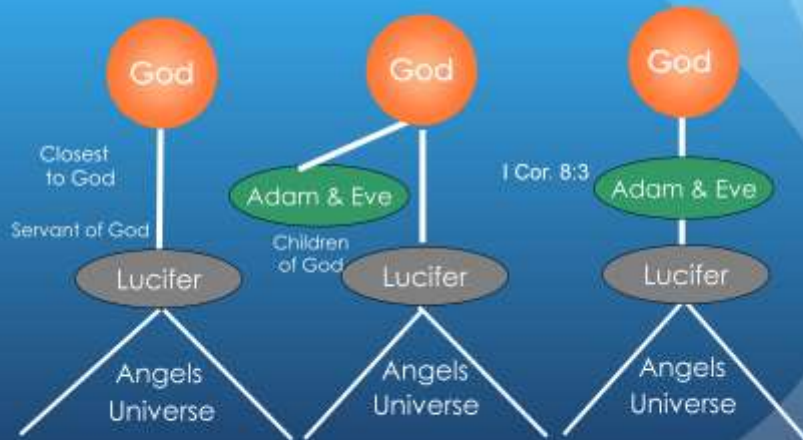 God
Closest
to God
Servant of God
Lucifer
Angels
Universe
God
Adam & Eve
Children
of God
Lucifer
Angels
Universe
God
I Cor. 8:3
Adam & Eve
Lucifer
Angels
Universe